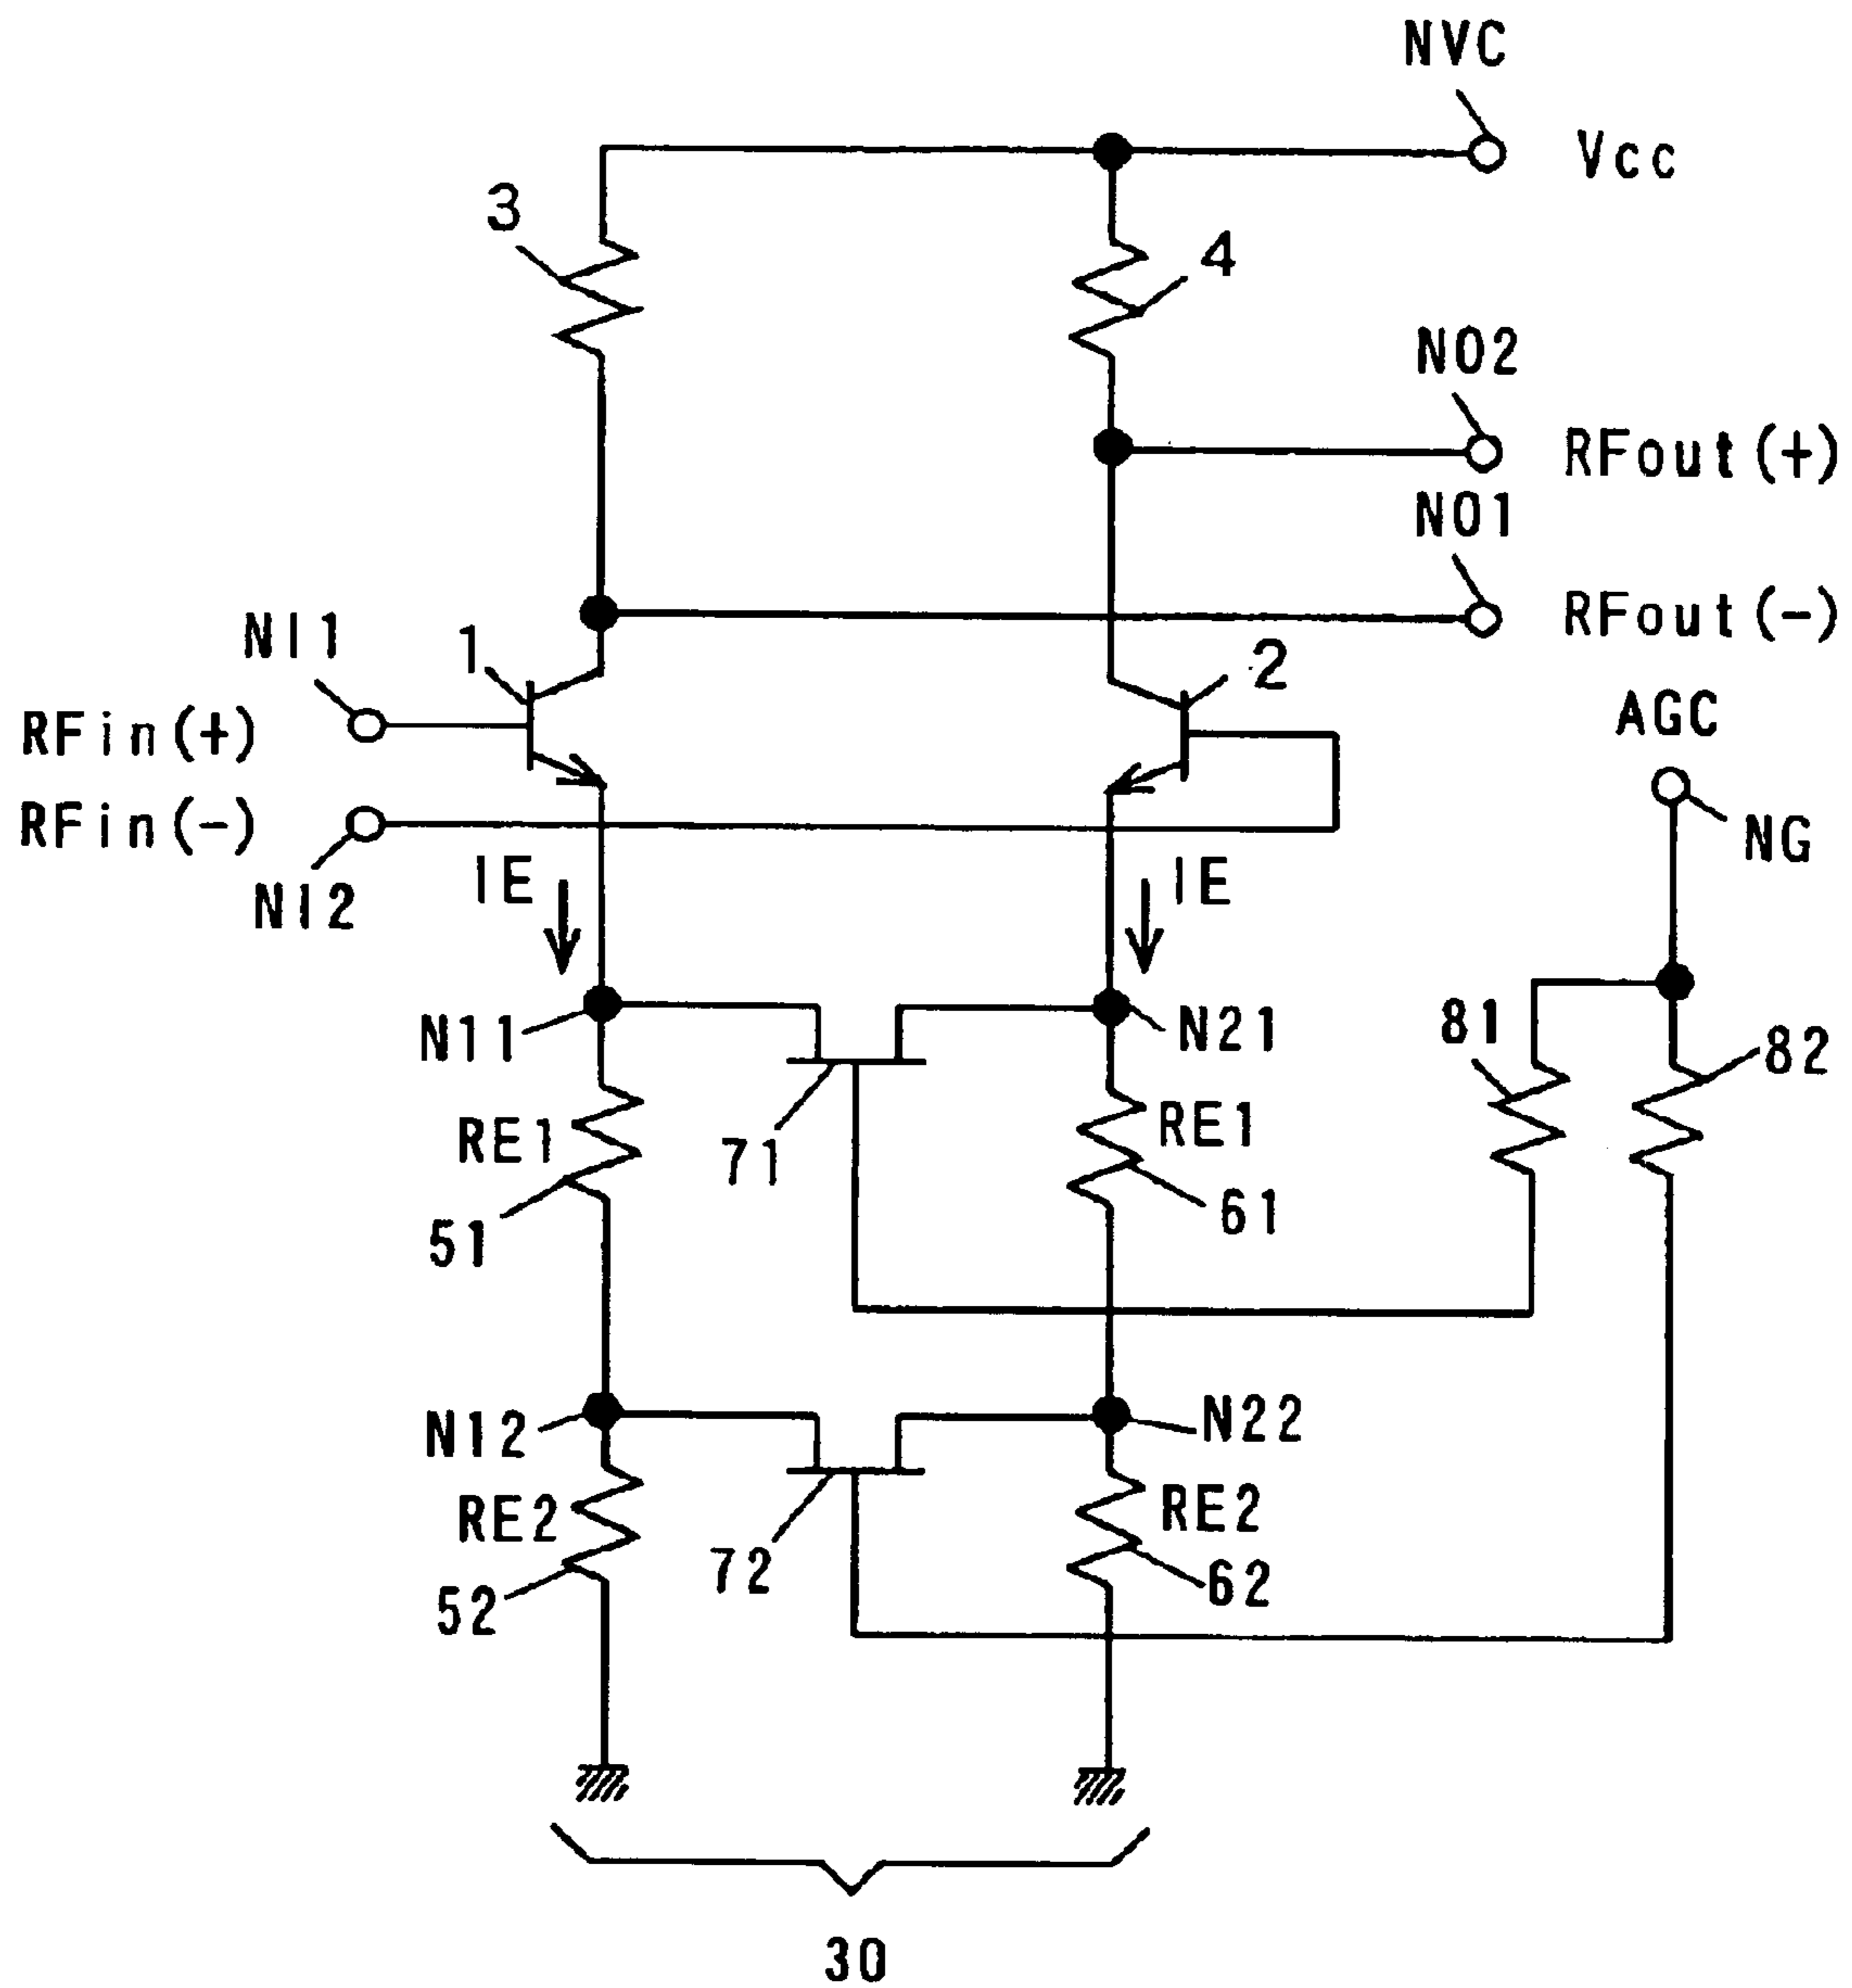 NVC
Vcc
3
4
NO2
RFout(+)
NO1
RFout(-)
NI1
1
2
RFin(+)
AGC
RFin(-)
NG
NI2
IE
IE
N11
N21
81
82
RE1
RE1
71
51
61
N12
N22
RE2
RE2
72
52
62
30